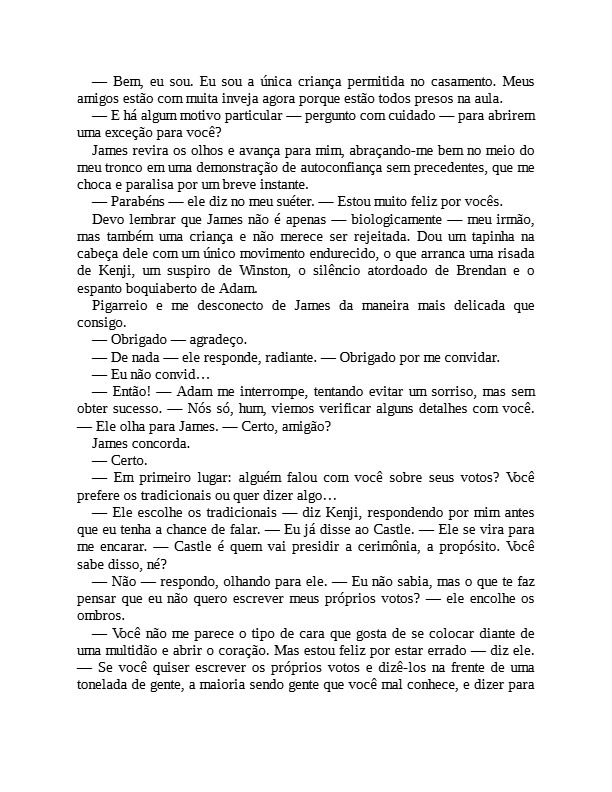 — Bem, eu sou. Eu sou a única criança permitida no casamento. Meus
amigos estão com muita inveja agora porque estão todos presos na aula.
— E há algum motivo particular — pergunto com cuidado — para abrirem
uma exceção para você?
James revira os olhos e avança para mim, abraçando-me bem no meio do
meu tronco em uma demonstração de autoconfiança sem precedentes, que me
choca e paralisa por um breve instante.
— Parabéns — ele diz no meu suéter. — Estou muito feliz por vocês.
Devo lembrar que James não é apenas — biologicamente — meu irmão,
mas também uma criança e não merece ser rejeitada. Dou um tapinha na
cabeça dele com um único movimento endurecido, o que arranca uma risada
de Kenji, um suspiro de Winston, o silêncio atordoado de Brendan e o
espanto boquiaberto de Adam.
Pigarreio e me desconecto de James da maneira mais delicada que
consigo.
— Obrigado — agradeço.
— De nada — ele responde, radiante. — Obrigado por me convidar.
— Eu não convid…
— Então! — Adam me interrompe, tentando evitar um sorriso, mas sem
obter sucesso. — Nós só, hum, viemos verificar alguns detalhes com você.
— Ele olha para James. — Certo, amigão?
James concorda.
— Certo.
— Em primeiro lugar: alguém falou com você sobre seus votos? Você
prefere os tradicionais ou quer dizer algo…
— Ele escolhe os tradicionais — diz Kenji, respondendo por mim antes
que eu tenha a chance de falar. — Eu já disse ao Castle. — Ele se vira para
me encarar. — Castle é quem vai presidir a cerimônia, a propósito. Você
sabe disso, né?
— Não — respondo, olhando para ele. — Eu não sabia, mas o que te faz
pensar que eu não quero escrever meus próprios votos? — ele encolhe os
ombros.
— Você não me parece o tipo de cara que gosta de se colocar diante de
uma multidão e abrir o coração. Mas estou feliz por estar errado — diz ele.
— Se você quiser escrever os próprios votos e dizê-los na frente de uma
tonelada de gente, a maioria sendo gente que você mal conhece, e dizer para